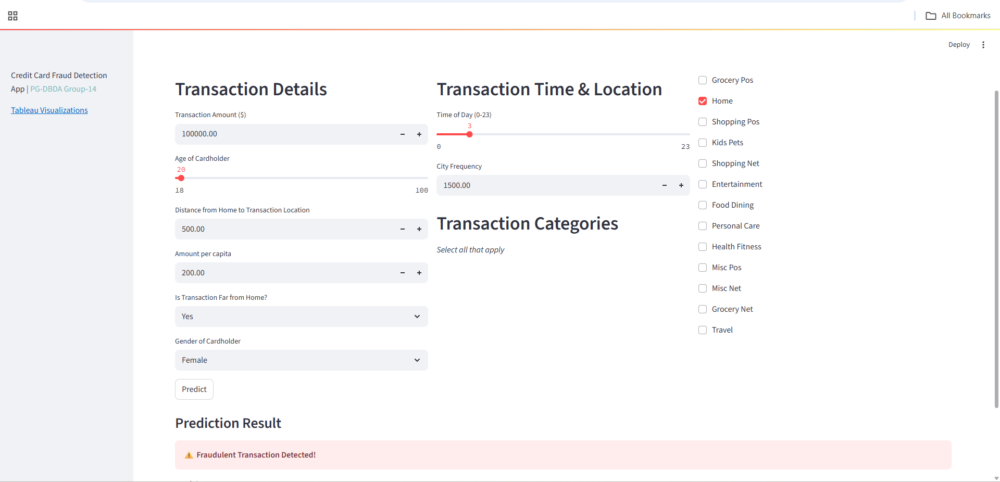 All Bookmarks
Deploy
Credit Card Fraud Detection
App | PG-DBDA Group-14
Tableau Visualizations
Transaction Details
Transaction Amount ($)
100000.00
Age of Cardholder
20
18 100
Distance from Home to Transaction Location
500.00
Amount per capita
200.00
Is Transaction Far from Home?
Yes
Gender of Cardholder
Female
Predict
Transaction Time & Location
Time of Day (0-23)
3
0 23
City Frequency
1500.00
Transaction Categories
Select all that apply
Grocery Pos
Home
Shopping Pos
Kids Pets
Shopping Net
Entertainment
Food Dining
Personal Care
Health Fitness
Misc Pos
Misc Net
Grocery Net
Travel
Prediction Result
Fraudulent Transaction Detected!